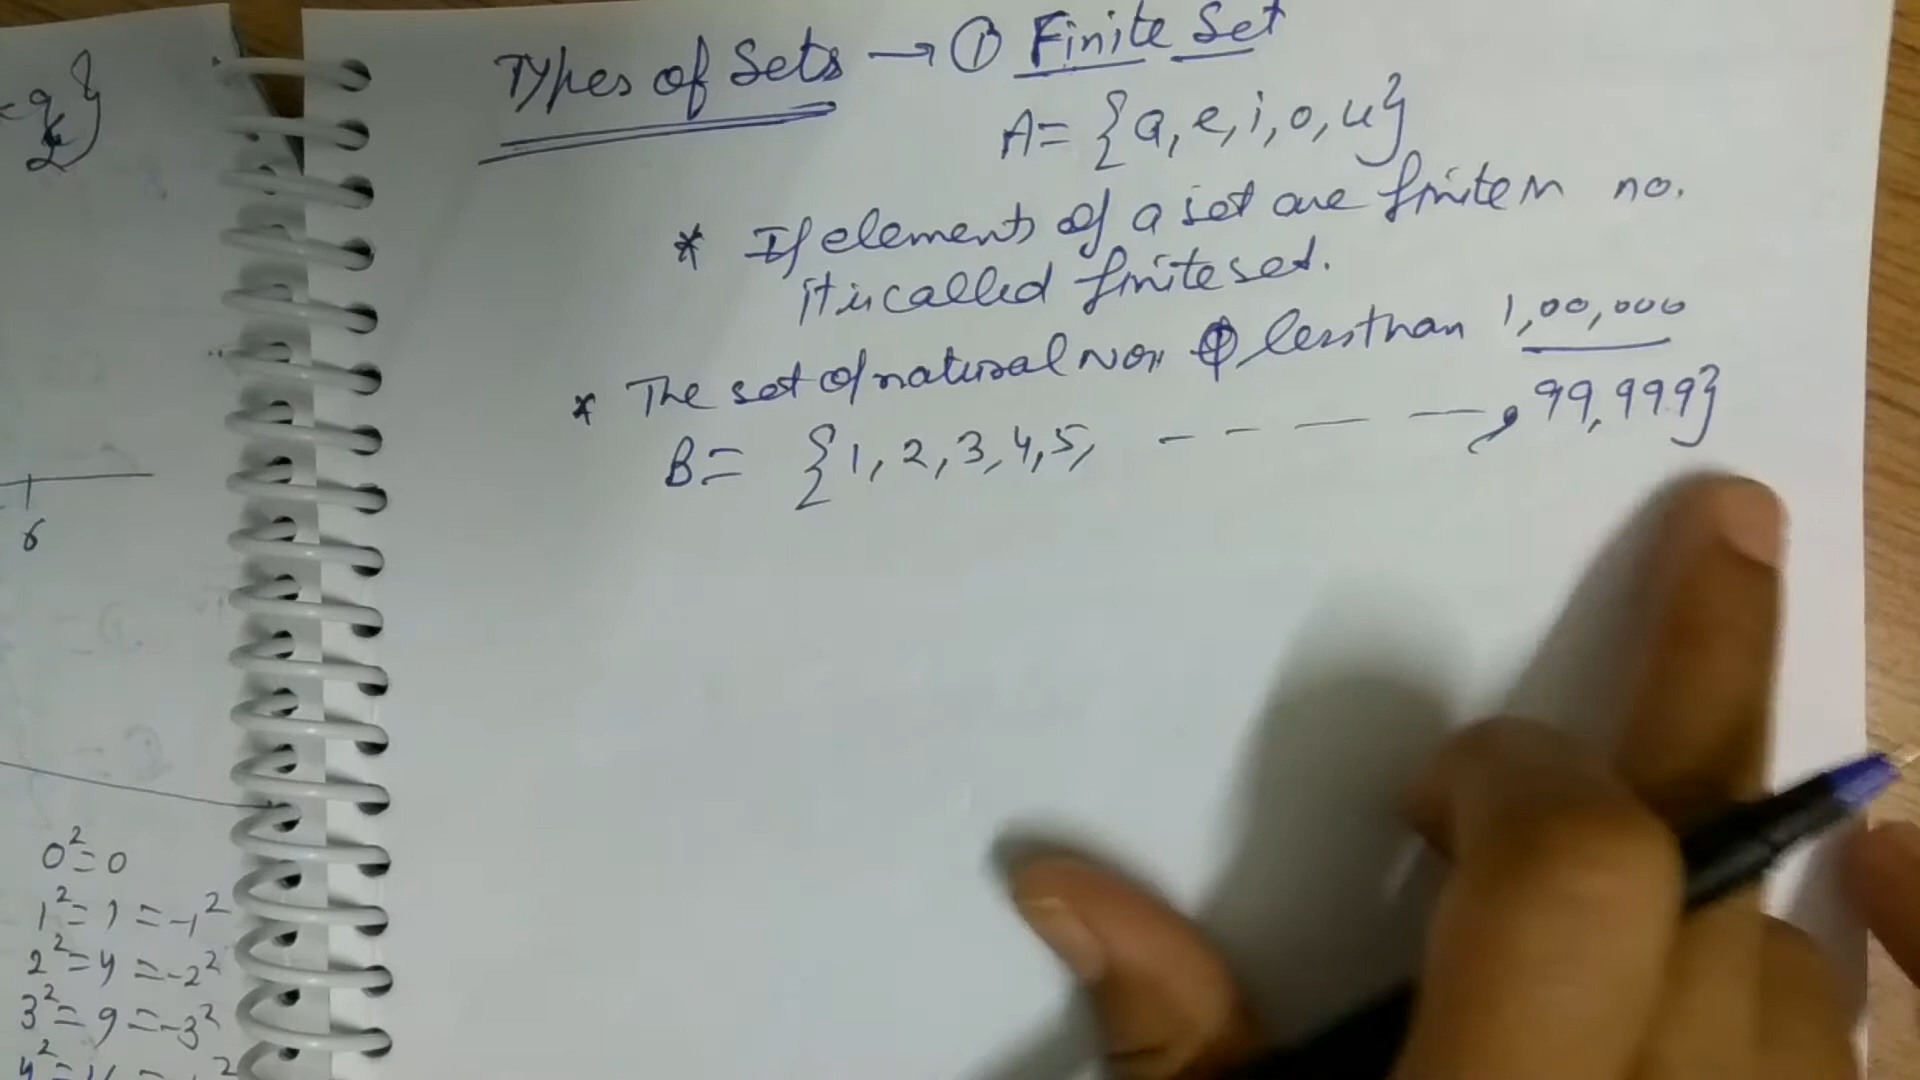 Types of Sets → ① Finite Set
A = {a, e, i, o, u}
* If elements of a set are finite in no.
it is called finite set.
* The set of natural Nos. less than 1,00,000
B = {1, 2, 3, 4, 5, - - - — — , 99,999}
6
0² = 0
1² = 1 = -1²
2² = 4 = -2²
3² = 9 = -3²